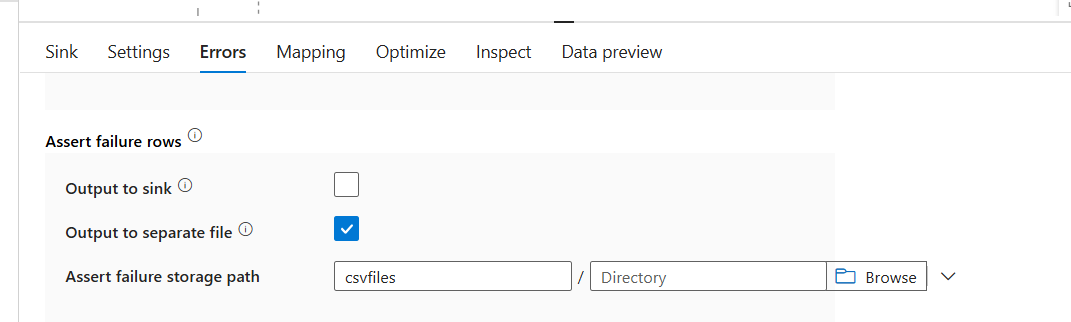 Sink Settings Errors Mapping Optimize Inspect Data preview
Assert failure rows
Output to sink
Output to separate file
Assert failure storage path csvfiles / Directory Browse